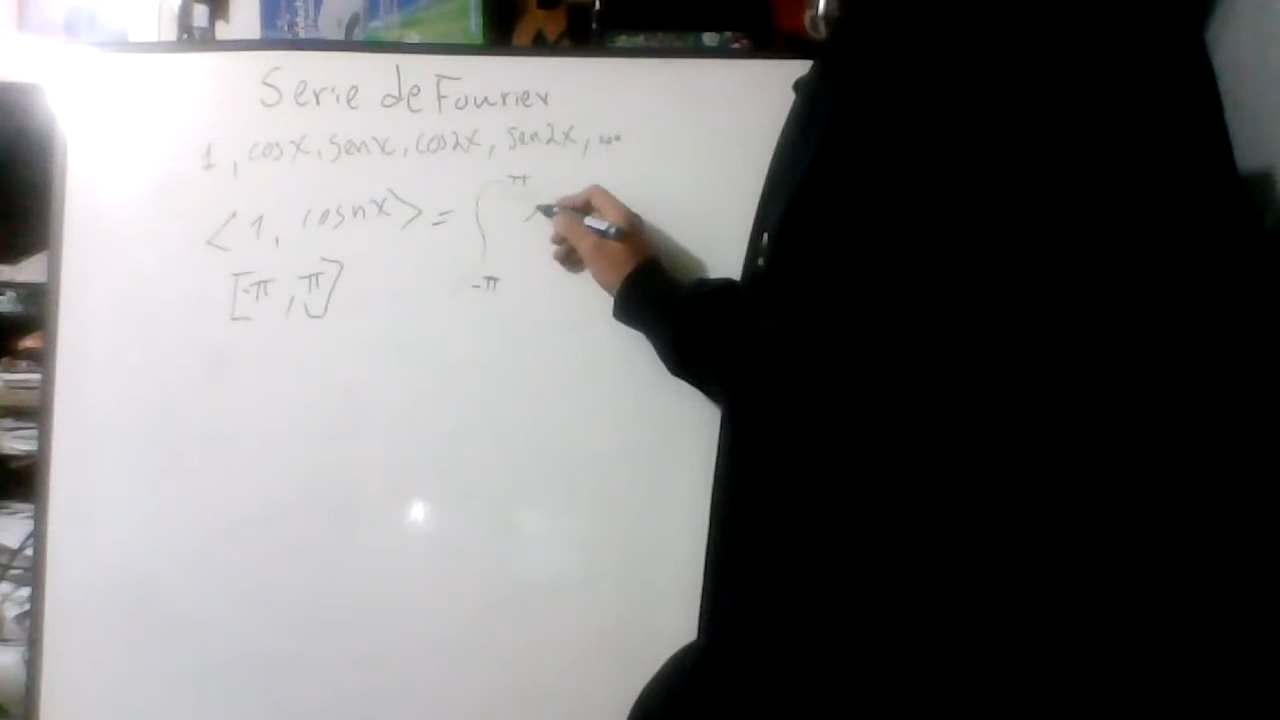 Serie de Fourier
1, cosx, senx, cos2x, sen2x, ...
<1, cosnx> = ∫ π -π
[-π, π]